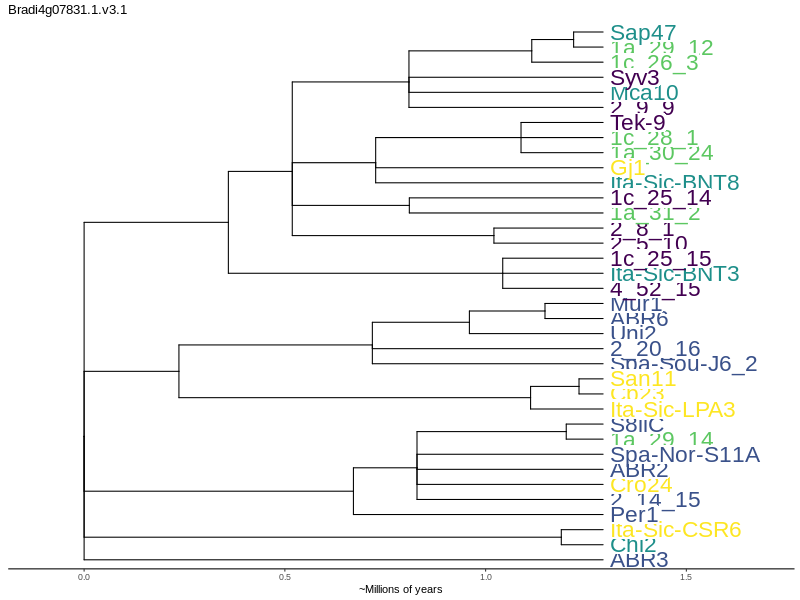 Bradi4g07831.1.v3.1
Sap47
1a_29_12
1c_26_3
Syv3
Mca10
2_9_9
Tek-9
1c_28_1
1a_30_24
Gj1
Ita-Sic-BNT8
1c_25_14
1a_31_2
2_8_1
2_5_10
1c_25_15
Ita-Sic-BNT3
4_52_15
Mur1
ABR6
Uni2
2_20_16
Spa-Sou-J6_2
San11
Cn23
Ita-Sic-LPA3
S8iiC
1a_29_14
Spa-Nor-S11A
ABR2
Cro24
2_14_15
Per1
Ita-Sic-CSR6
Chi2
ABR3
0.0 0.5 1.0 1.5
~Millions of years